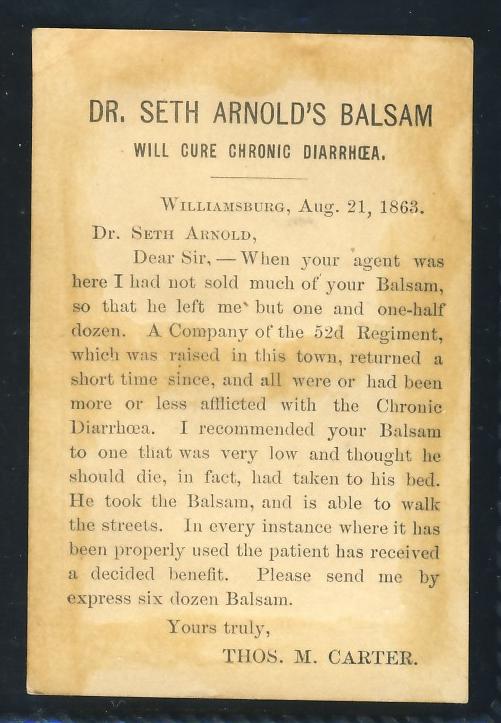 DR. SETH ARNOLD'S BALSAM
WILL CURE CHRONIC DIARRHŒA.
WILLIAMSBURG, AUG. 21, 1863.
DR. SETH ARNOLD,
Dear Sir, — When your agent was
here I had not sold much of your Balsam,
so that he left me but one and one-half
dozen. A Company of the 52d Regiment,
which was raised in this town, returned a
short time since, and all were or had been
more or less afflicted with the Chronic
Diarrhœa. I recommended your Balsam
to one that was very low and thought he
should die, in fact, had taken to his bed.
He took the Balsam, and is able to walk
the streets. In every instance where it has
been properly used the patient has received
a decided benefit. Please send me by
express six dozen Balsam.
Yours truly,
THOS. M. CARTER.